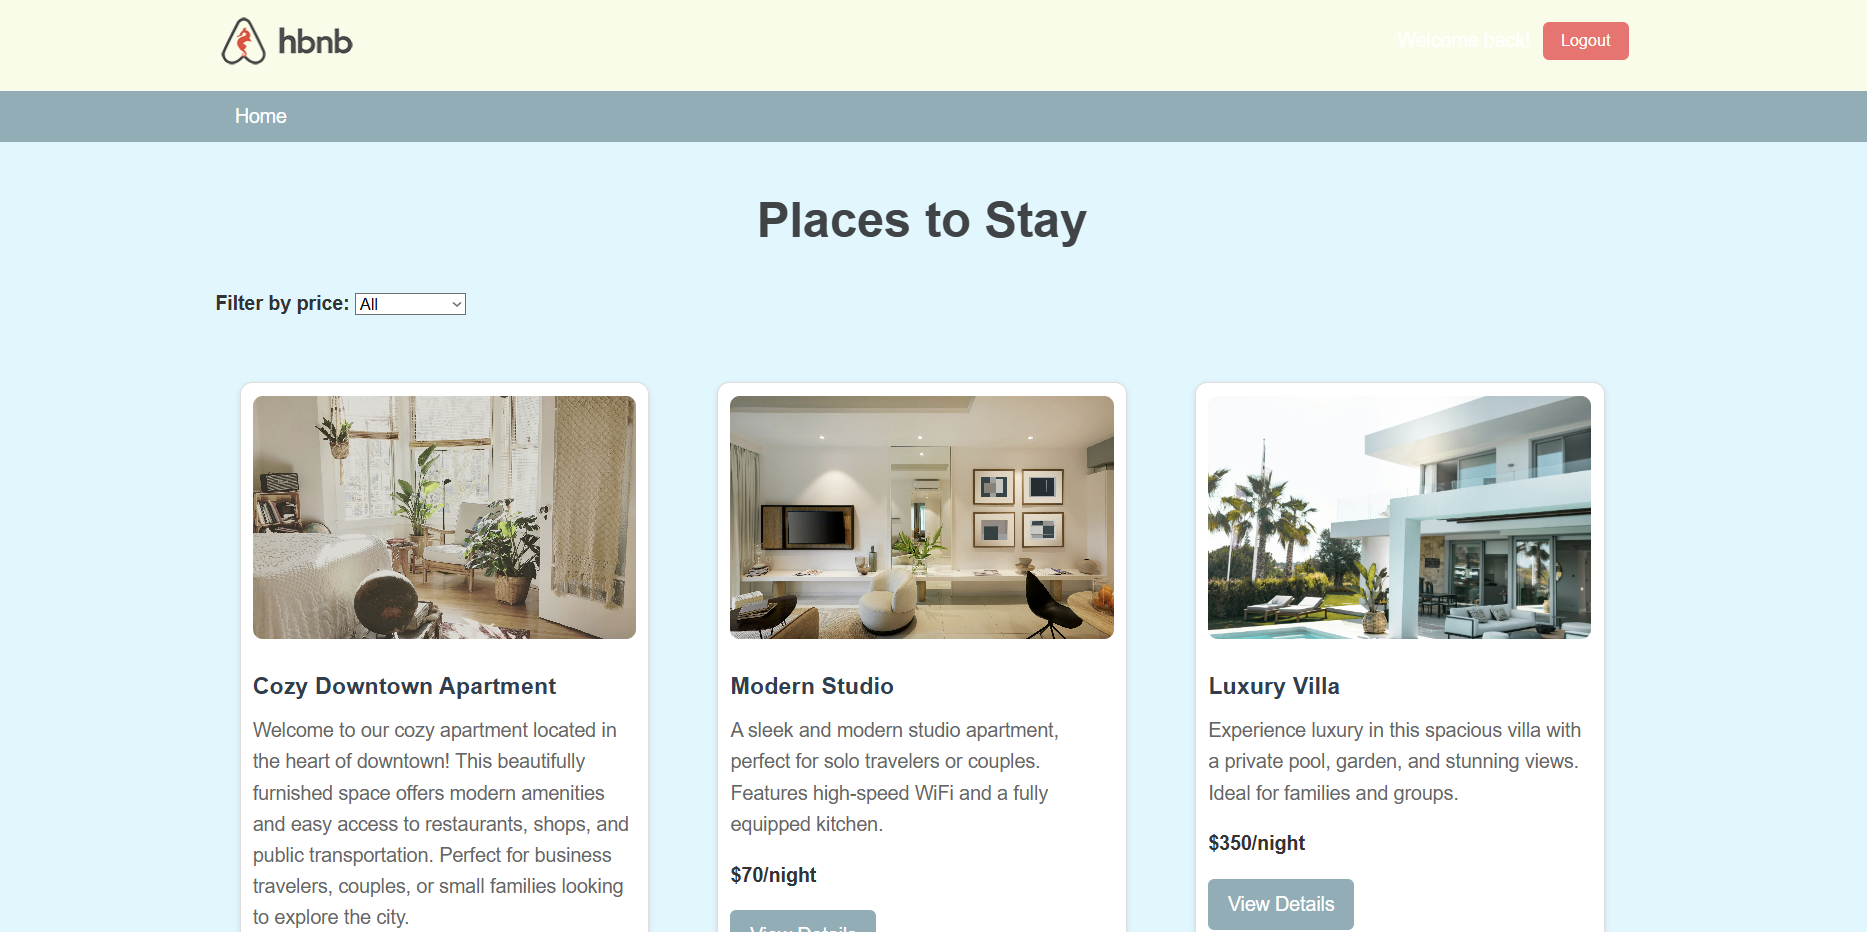 hbnb
Welcome back!
Logout
Home
Places to Stay
Filter by price: All
Cozy Downtown Apartment
Welcome to our cozy apartment located in
the heart of downtown! This beautifully
furnished space offers modern amenities
and easy access to restaurants, shops, and
public transportation. Perfect for business
travelers, couples, or small families looking
to explore the city.
Modern Studio
A sleek and modern studio apartment,
perfect for solo travelers or couples.
Features high-speed WiFi and a fully
equipped kitchen.
$70/night
View Details
Luxury Villa
Experience luxury in this spacious villa with
a private pool, garden, and stunning views.
Ideal for families and groups.
$350/night
View Details